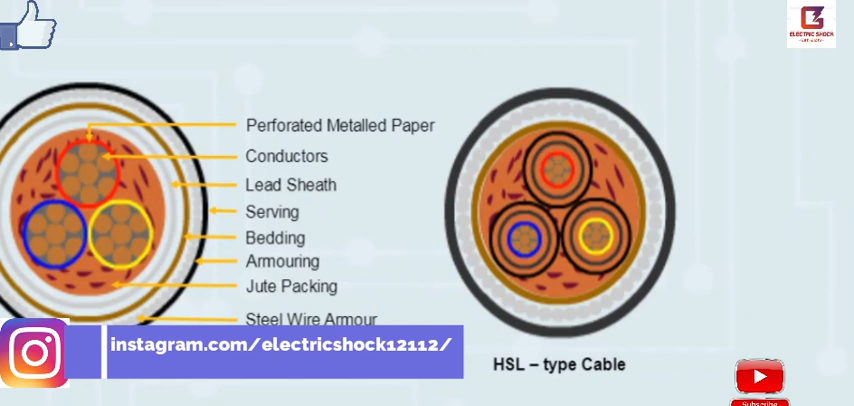 ELECTRIC SHOCK
Perforated Metalled Paper
Conductors
Lead Sheath
Serving
Bedding
Armouring
Jute Packing
Steel Wire Armour
instagram.com/electricshock12112/
HSL – type Cable
Subscribe